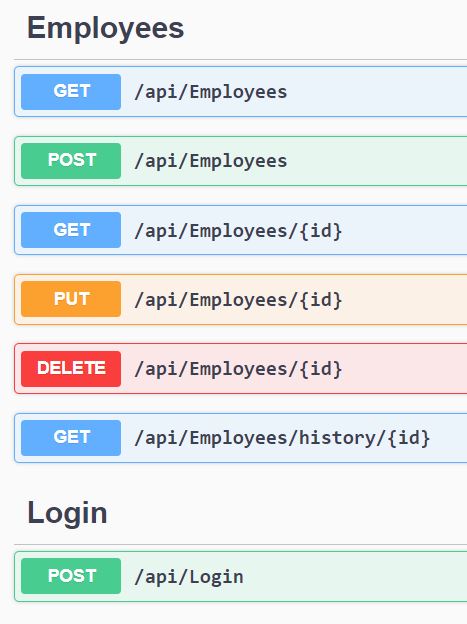 Employees
GET /api/Employees
POST /api/Employees
GET /api/Employees/{id}
PUT /api/Employees/{id}
DELETE /api/Employees/{id}
GET /api/Employees/history/{id}
Login
POST /api/Login